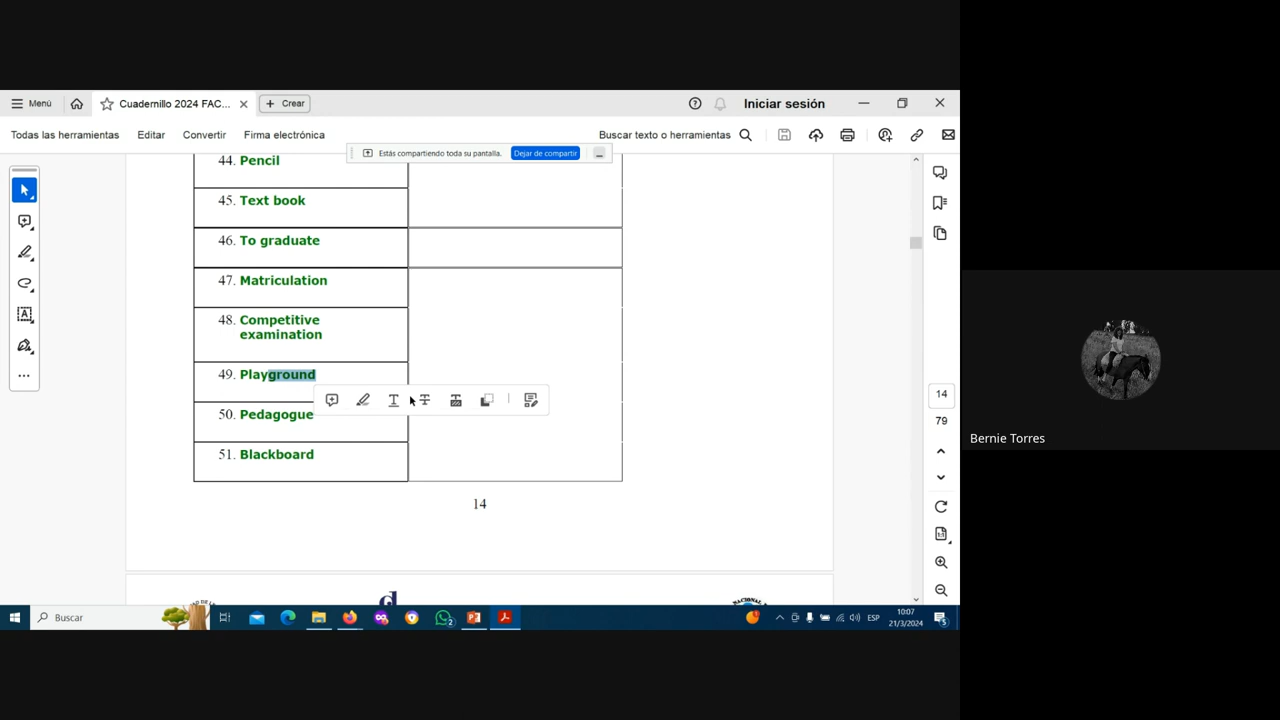 Menú
Cuadernillo 2024 FAC...
Crear
Iniciar sesión
Todas las herramientas
Editar
Convertir
Firma electrónica
Buscar texto o herramientas
Estás compartiendo toda su pantalla.
Dejar de compartir
44. Pencil
45. Text book
46. To graduate
47. Matriculation
48. Competitive
examination
49. Playground
50. Pedagogue
51. Blackboard
14
14
79
Bernie Torres
Buscar
ESP
10:07
21/3/2024